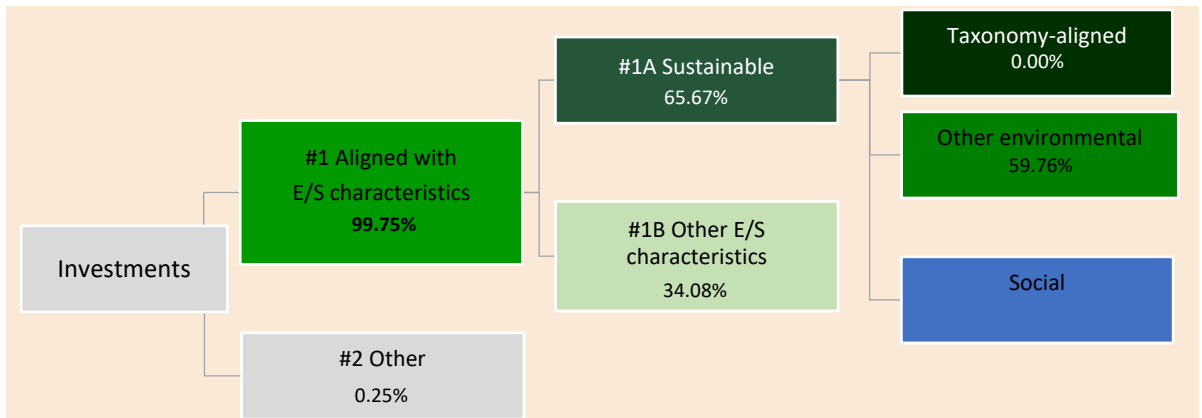 Investments
#1 Aligned with
E/S characteristics
99.75%
#2 Other
0.25%
#1A Sustainable
65.67%
#1B Other E/S
characteristics
34.08%
Taxonomy-aligned
0.00%
Other environmental
59.76%
Social